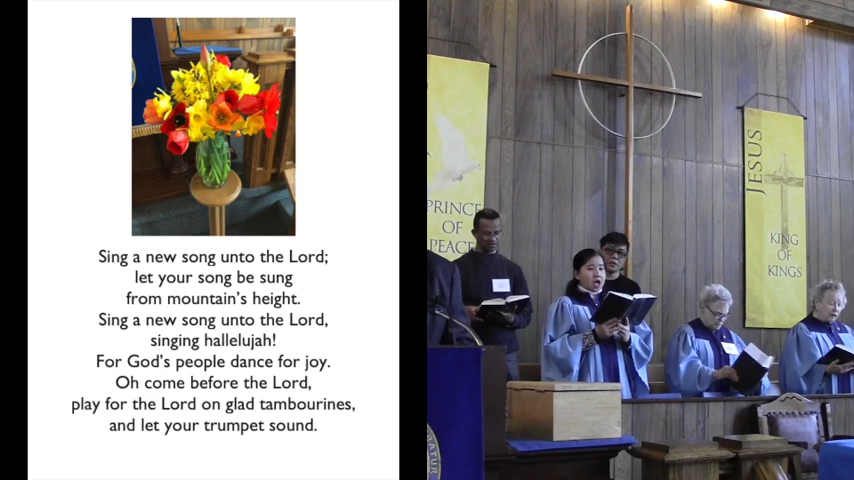 Sing a new song unto the Lord;
let your song be sung
from mountain's height.
Sing a new song unto the Lord,
singing hallelujah!
For God's people dance for joy.
Oh come before the Lord,
play for the Lord on glad tambourines,
and let your trumpet sound.
PRINCE
OF
PEACE
JESUS
KING
OF
KINGS